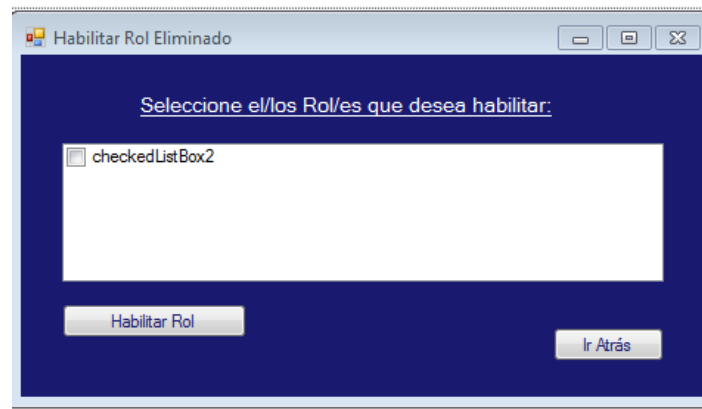 Habilitar Rol Eliminado
Seleccione el/los Rol/es que desea habilitar:
checkedListBox2
Habilitar Rol
Ir Atrás